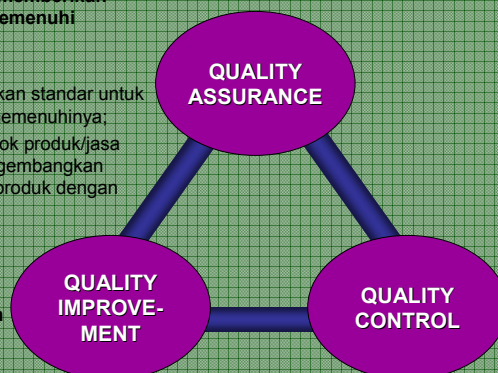 emenuhi
QUALITY
ASSURANCE
kan standar untuk
emenuhinya;
ok produk/jasa
gembangkan
produk dengan
QUALITY
IMPROVE-
MENT
QUALITY
CONTROL